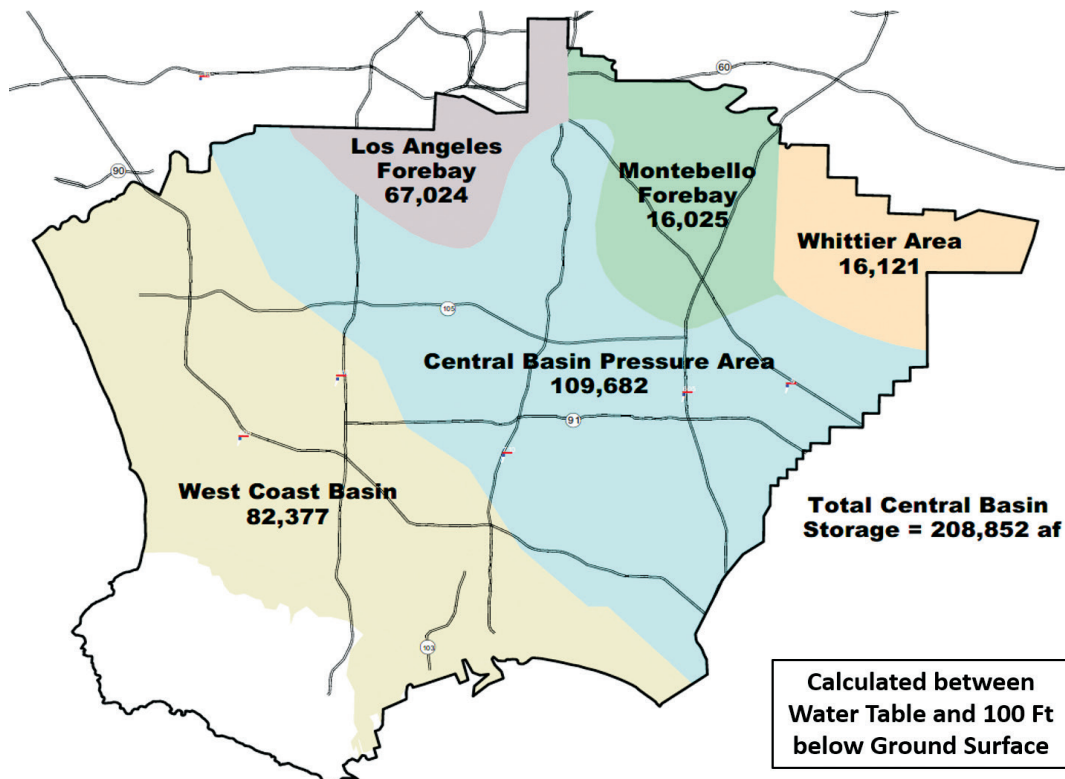 60
90
Los Angeles
Forebay
67,024
Montebello
Forebay
16,025
Whittier Area
16,121
105
Central Basin Pressure Area
109,682
91
West Coast Basin
82,377
Total Central Basin
Storage = 208,852 af
103
Calculated between
Water Table and 100 Ft
below Ground Surface